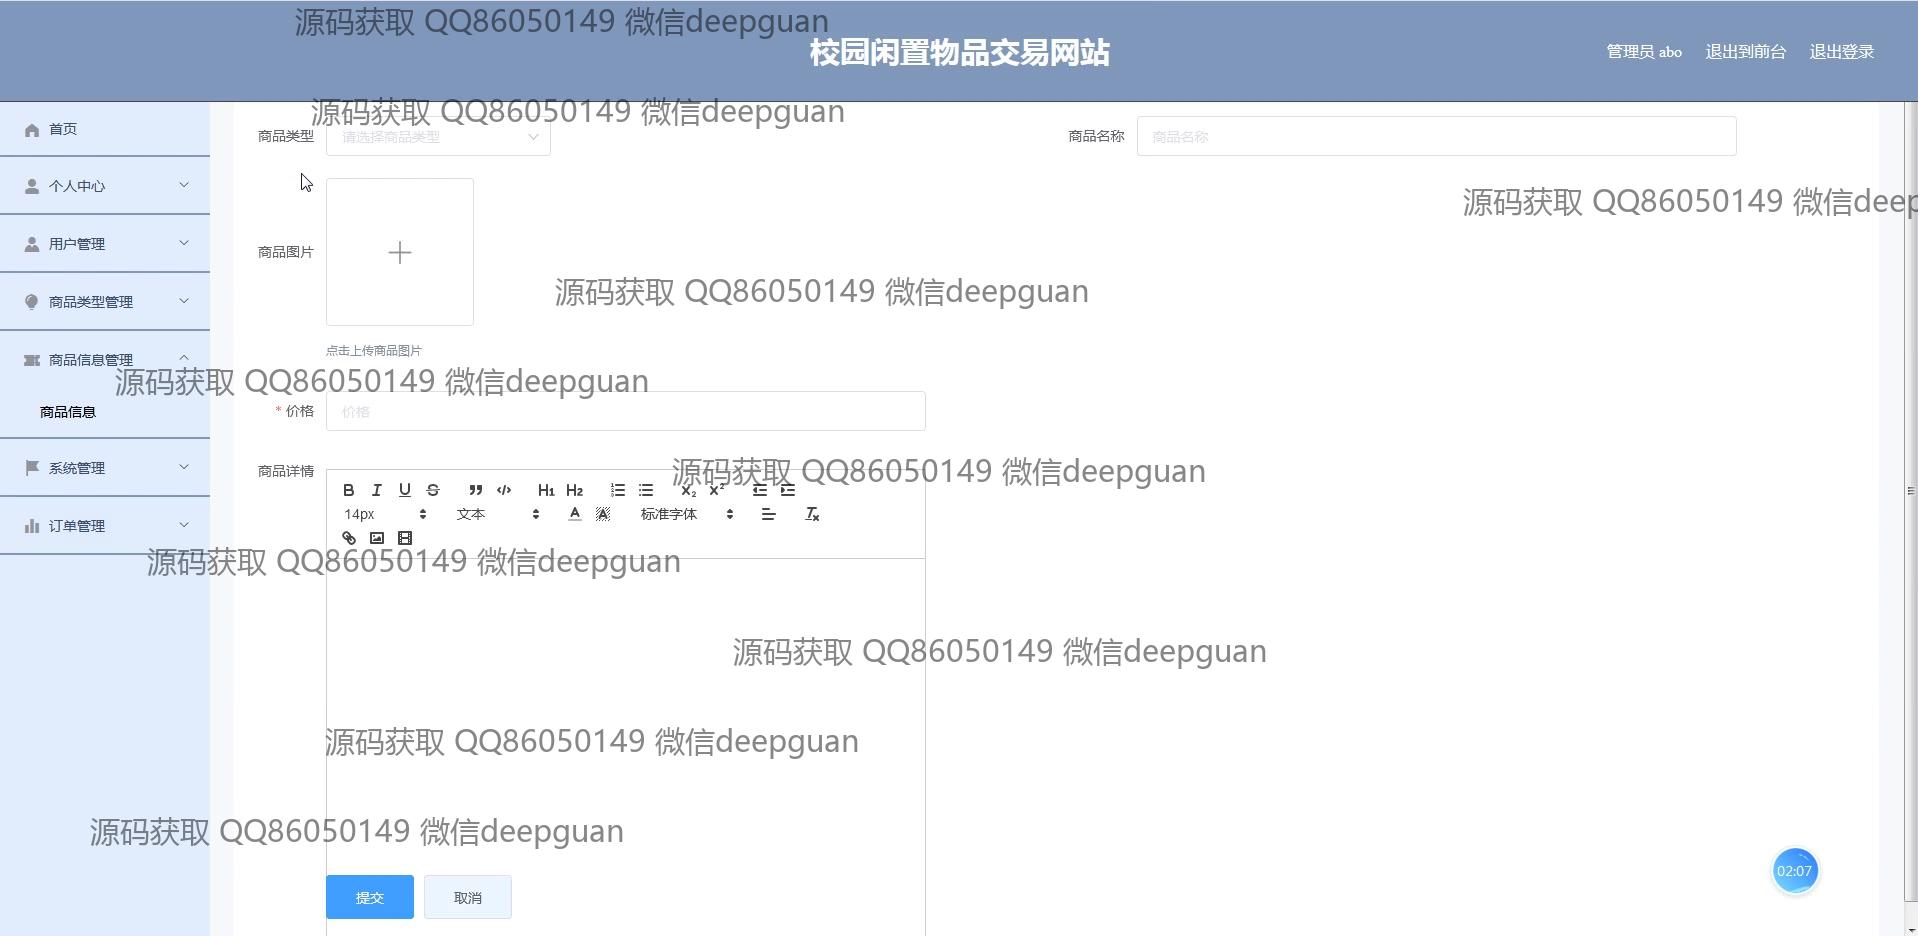 源码获取 QQ86050149 微信deepguan
校园闲置物品交易网站
管理员 abo 退出到前台 退出登录
源码获取 QQ86050149 微信deepguan
首页
商品类型 请选择商品类型 商品名称 商品名称
个人中心
源码获取 QQ86050149 微信deep
用户管理
商品图片
源码获取 QQ86050149 微信deepguan
商品类型管理
点击上传商品图片
商品信息管理
源码获取 QQ86050149 微信deepguan
商品信息
* 价格 价格
系统管理
商品详情
源码获取 QQ86050149 微信deepguan
B I U S H1 H2 X2 X2
14px 文本 A A 标准字体 Tx
订单管理
源码获取 QQ86050149 微信deepguan
源码获取 QQ86050149 微信deepguan
源码获取 QQ86050149 微信deepguan
源码获取 QQ86050149 微信deepguan
02:07
提交 取消